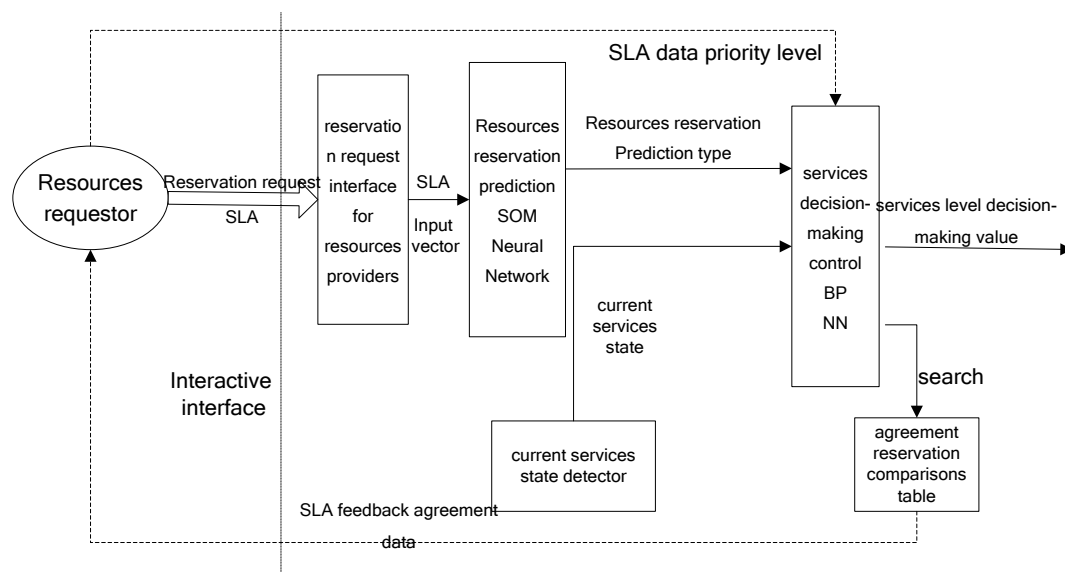 SLA data priority level
Resources
requestor
Reservation request
SLA
reservatio
n request
interface
for
resources
providers
SLA
Input
vector
Resources
reservation
prediction
SOM
Neural
Network
Resources reservation
Prediction type
services
decision-
making
control
BP
NN
services level decision-
making value
current
services
state
Interactive
interface
search
current services
state detector
agreement
reservation
comparisons
table
SLA feedback agreement
data